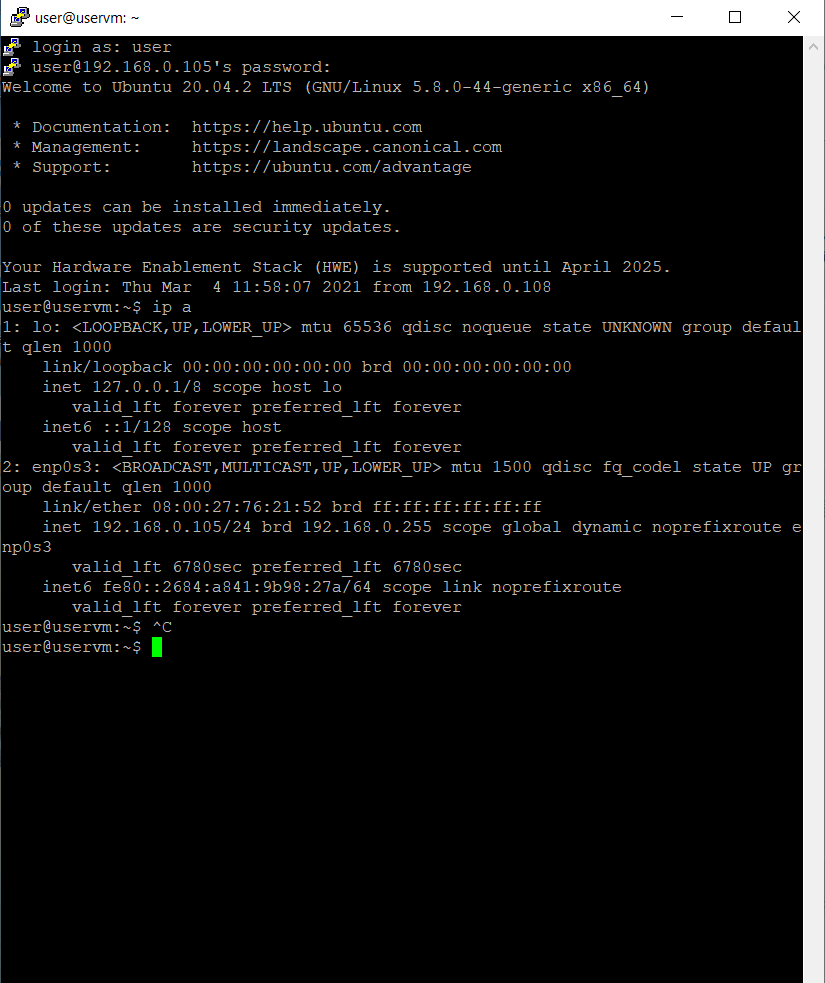 user@uservm: ~
login as: user
user@192.168.0.105's password:
Welcome to Ubuntu 20.04.2 LTS (GNU/Linux 5.8.0-44-generic x86_64)
 * Documentation:  https://help.ubuntu.com
 * Management:     https://landscape.canonical.com
 * Support:        https://ubuntu.com/advantage
0 updates can be installed immediately.
0 of these updates are security updates.
Your Hardware Enablement Stack (HWE) is supported until April 2025.
Last login: Thu Mar  4 11:58:07 2021 from 192.168.0.108
user@uservm:~$ ip a
1: lo: <LOOPBACK,UP,LOWER_UP> mtu 65536 qdisc noqueue state UNKNOWN group defaul
t qlen 1000
    link/loopback 00:00:00:00:00:00 brd 00:00:00:00:00:00
    inet 127.0.0.1/8 scope host lo
       valid_lft forever preferred_lft forever
    inet6 ::1/128 scope host
       valid_lft forever preferred_lft forever
2: enp0s3: <BROADCAST,MULTICAST,UP,LOWER_UP> mtu 1500 qdisc fq_codel state UP gr
oup default qlen 1000
    link/ether 08:00:27:76:21:52 brd ff:ff:ff:ff:ff:ff
    inet 192.168.0.105/24 brd 192.168.0.255 scope global dynamic noprefixroute e
np0s3
       valid_lft 6780sec preferred_lft 6780sec
    inet6 fe80::2684:a841:9b98:27a/64 scope link noprefixroute
       valid_lft forever preferred_lft forever
user@uservm:~$ ^C
user@uservm:~$